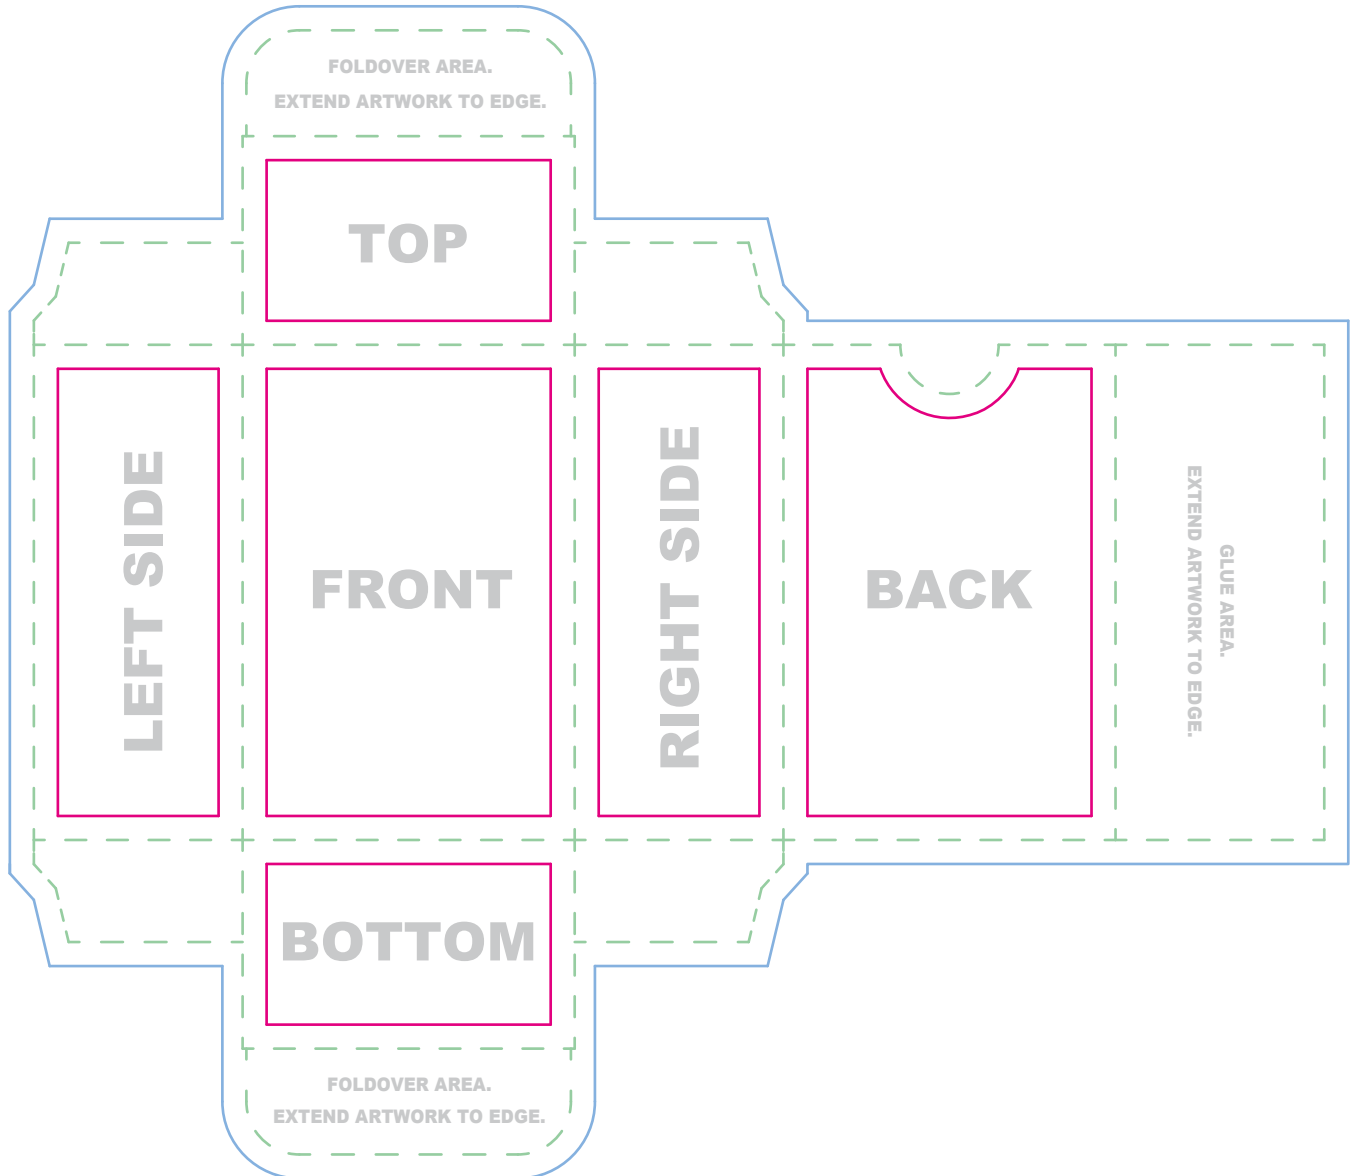 FOLDOVER AREA.
EXTEND ARTWORK TO EDGE.
TOP
LEFT SIDE
FRONT
RIGHT SIDE
BACK
GLUE AREA.
EXTEND ARTWORK TO EDGE.
BOTTOM
FOLDOVER AREA.
EXTEND ARTWORK TO EDGE.